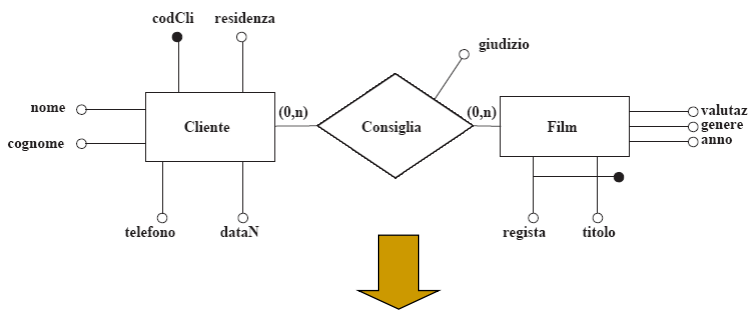 codCli residenza
giudizio
nome
(0,n) (0,n)
valutaz
Cliente Consiglia Film
genere
anno
cognome
telefono dataN regista titolo